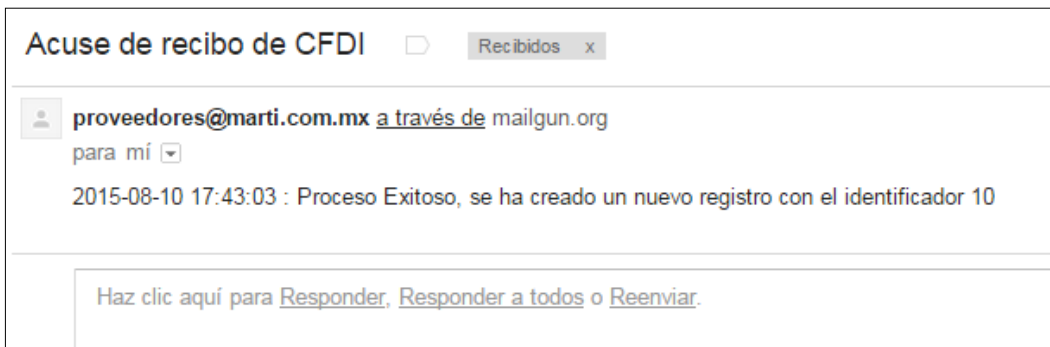 Acuse de recibo de CFDI Recibidos x
proveedores@marti.com.mx a través de mailgun.org
para mí
2015-08-10 17:43:03 : Proceso Exitoso, se ha creado un nuevo registro con el identificador 10
Haz clic aquí para Responder, Responder a todos o Reenviar.